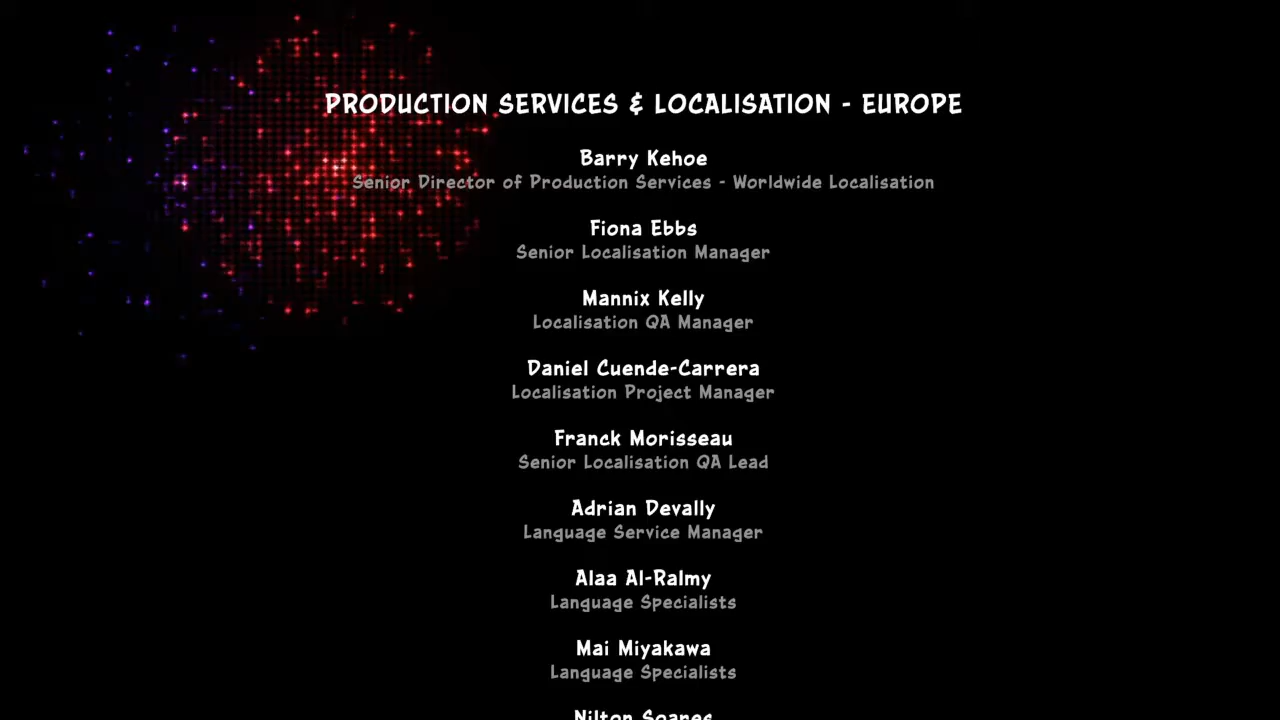 PRODUCTION SERVICES & LOCALISATION - EUROPE
Barry Kehoe
Senior Director of Production Services - Worldwide Localisation
Fiona Ebbs
Senior Localisation Manager
Mannix Kelly
Localisation QA Manager
Daniel Cuende-Carrera
Localisation Project Manager
Franck Morisseau
Senior Localisation QA Lead
Adrian Devally
Language Service Manager
Alaa Al-Ralmy
Language Specialists
Mai Miyakawa
Language Specialists
Nilton Soares